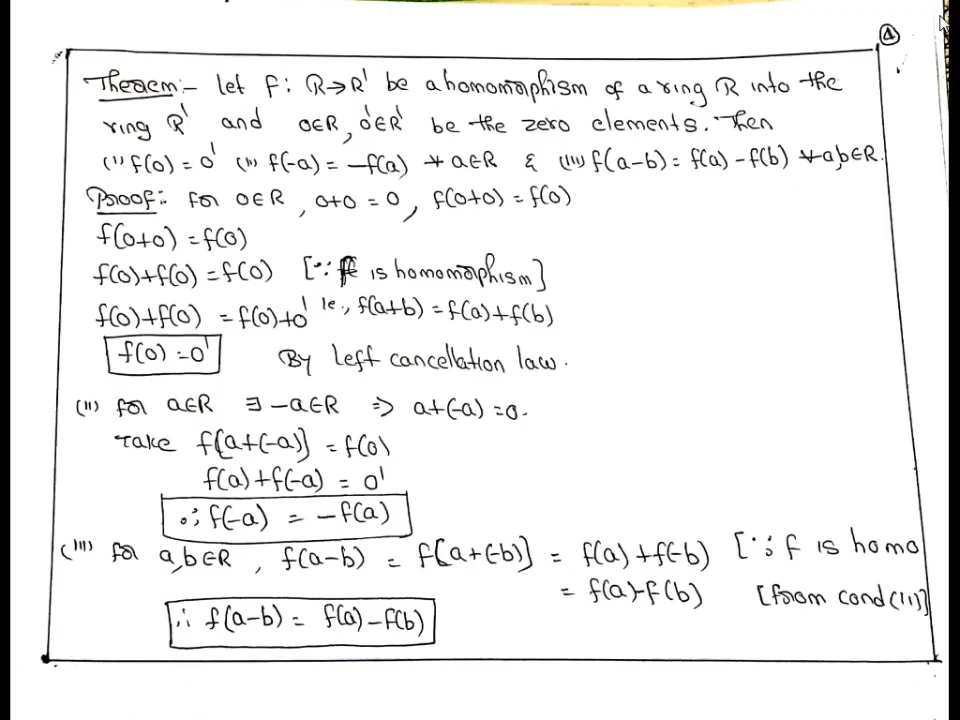 ④
Theorem:- let f: R→R' be a homomorphism of a ring R into the
ring R' and 0∈R, 0'∈R' be the zero elements. Then
(i) f(0) = 0' (ii) f(-a) = -f(a) ∀ a∈R & (iii) f(a-b) = f(a) - f(b) ∀ a,b∈R.
Proof:- for 0∈R, 0+0 = 0, f(0+0) = f(0)
f(0+0) = f(0)
f(0)+f(0) = f(0) [∵ f is homomorphism]
f(0)+f(0) = f(0)+0' ie., f(a+b) = f(a)+f(b)
f(0) = 0' By left cancellation law.
(ii) for a∈R ∃ -a∈R ⇒ a+(-a) = 0.
Take f[a+(-a)] = f(0)
f(a)+f(-a) = 0'
∴ f(-a) = -f(a)
(iii) for a,b∈R, f(a-b) = f[a+(-b)] = f(a)+f(-b) [∵ f is homo
= f(a)-f(b) [from cond (ii)]
∴ f(a-b) = f(a)-f(b)